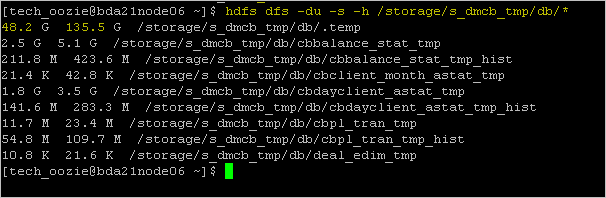 [tech_oozie@bda21node06 ~]$ hdfs dfs -du -s -h /storage/s_dmcb_tmp/db/*
48.2 G  135.5 G  /storage/s_dmcb_tmp/db/.temp
2.5 G  5.1 G  /storage/s_dmcb_tmp/db/cbbalance_stat_tmp
211.8 M  423.6 M  /storage/s_dmcb_tmp/db/cbbalance_stat_tmp_hist
21.4 K  42.8 K  /storage/s_dmcb_tmp/db/cbclient_month_astat_tmp
1.8 G  3.5 G  /storage/s_dmcb_tmp/db/cbdayclient_astat_tmp
141.6 M  283.3 M  /storage/s_dmcb_tmp/db/cbdayclient_astat_tmp_hist
11.7 M  23.4 M  /storage/s_dmcb_tmp/db/cbpl_tran_tmp
54.8 M  109.7 M  /storage/s_dmcb_tmp/db/cbpl_tran_tmp_hist
10.8 K  21.6 K  /storage/s_dmcb_tmp/db/deal_edim_tmp
[tech_oozie@bda21node06 ~]$